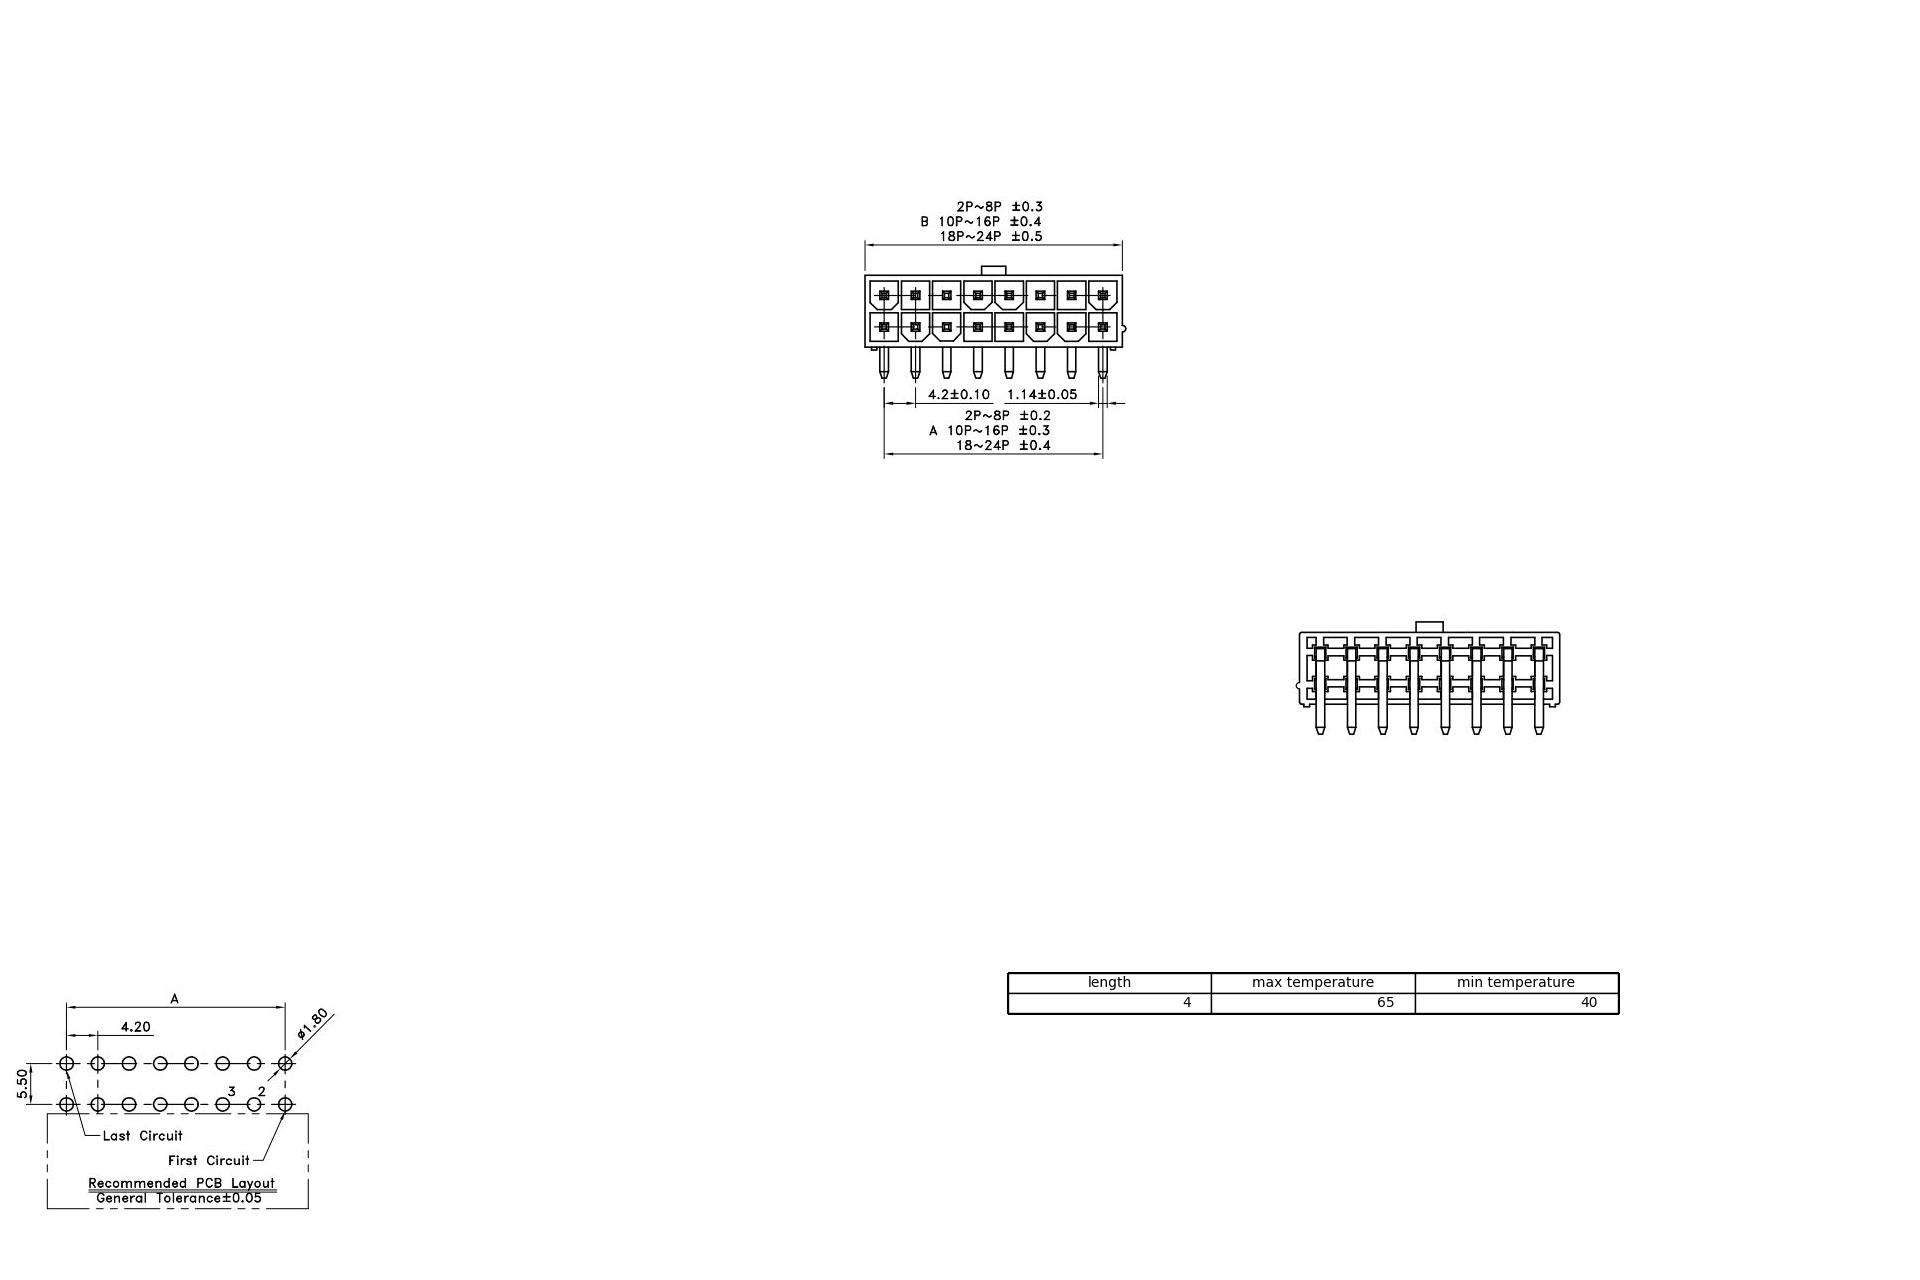 2P~8P ±0.3
B 10P~16P ±0.4
18P~24P ±0.5
4.2±0.10 1.14±0.05
2P~8P ±0.2
A 10P~16P ±0.3
18~24P ±0.4
length max temperature min temperature
4 65 40
A
4.20
ø1.80
5.50
3 2
Last Circuit
First Circuit
Recommended PCB Layout
General Tolerance±0.05